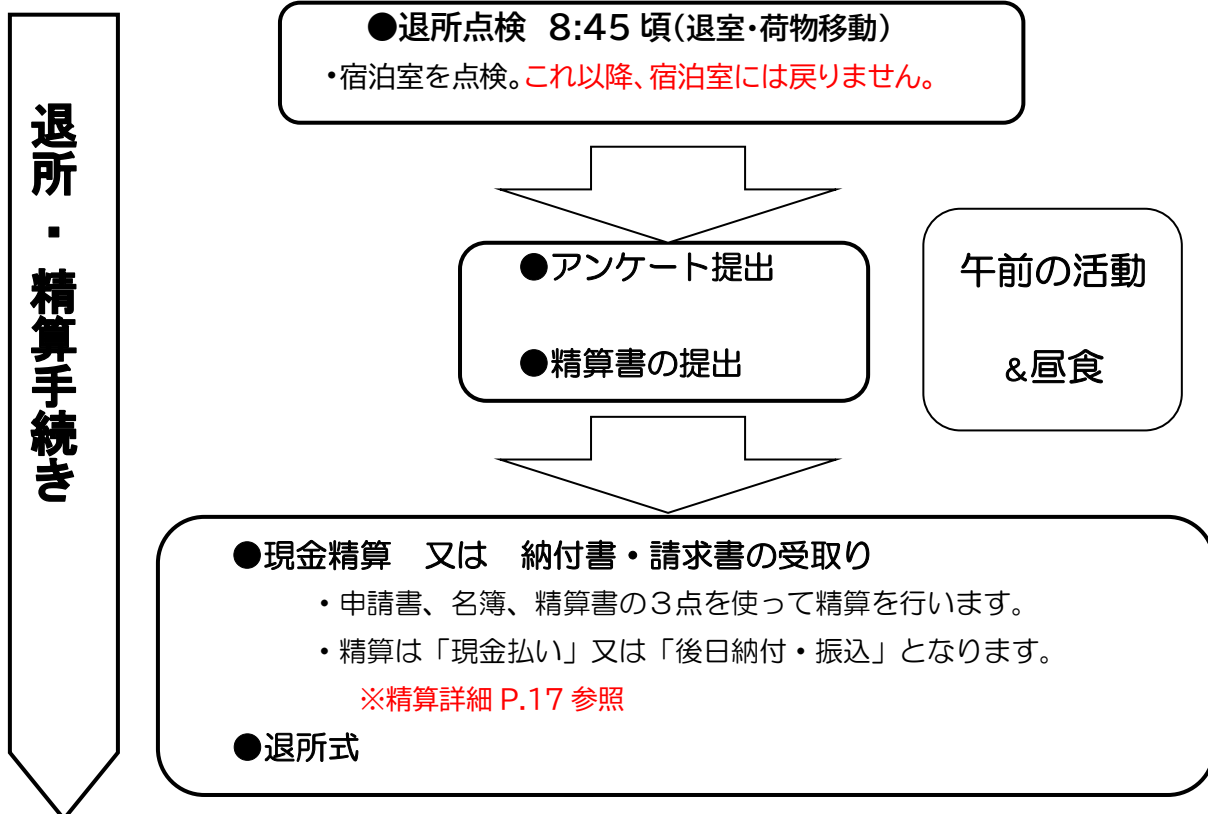 退所・精算手続き
●退所点検 8:45 頃(退室・荷物移動)
・宿泊室を点検。これ以降、宿泊室には戻りません。
●アンケート提出
●精算書の提出
午前の活動
&昼食
●現金精算　又は　納付書・請求書の受取り
・申請書、名簿、精算書の３点を使って精算を行います。
・精算は「現金払い」又は「後日納付・振込」となります。
※精算詳細 P.17 参照
●退所式